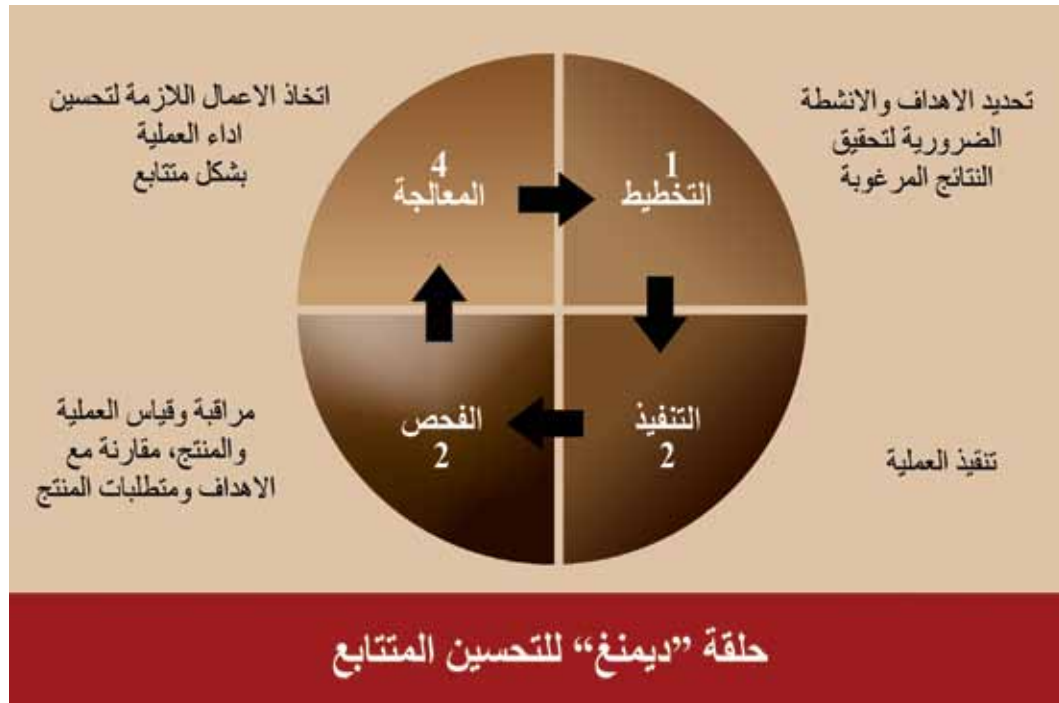 1
التخطيط
تحديد الاهداف والانشطة
الضرورية لتحقيق
النتائج المرغوبة
التنفيذ
2
تنقيذ العملية
الفحص
2
مراقبة وقياس العملية
والمنتج، مقارنة مع
الاهداف ومتطلبات المنتج
4
المعالجة
اتخاذ الاعمال اللازمة لتحسين
اداء العملية
بشكل متتابع
حلقة ”ديمنغ“ للتحسين المتتابع